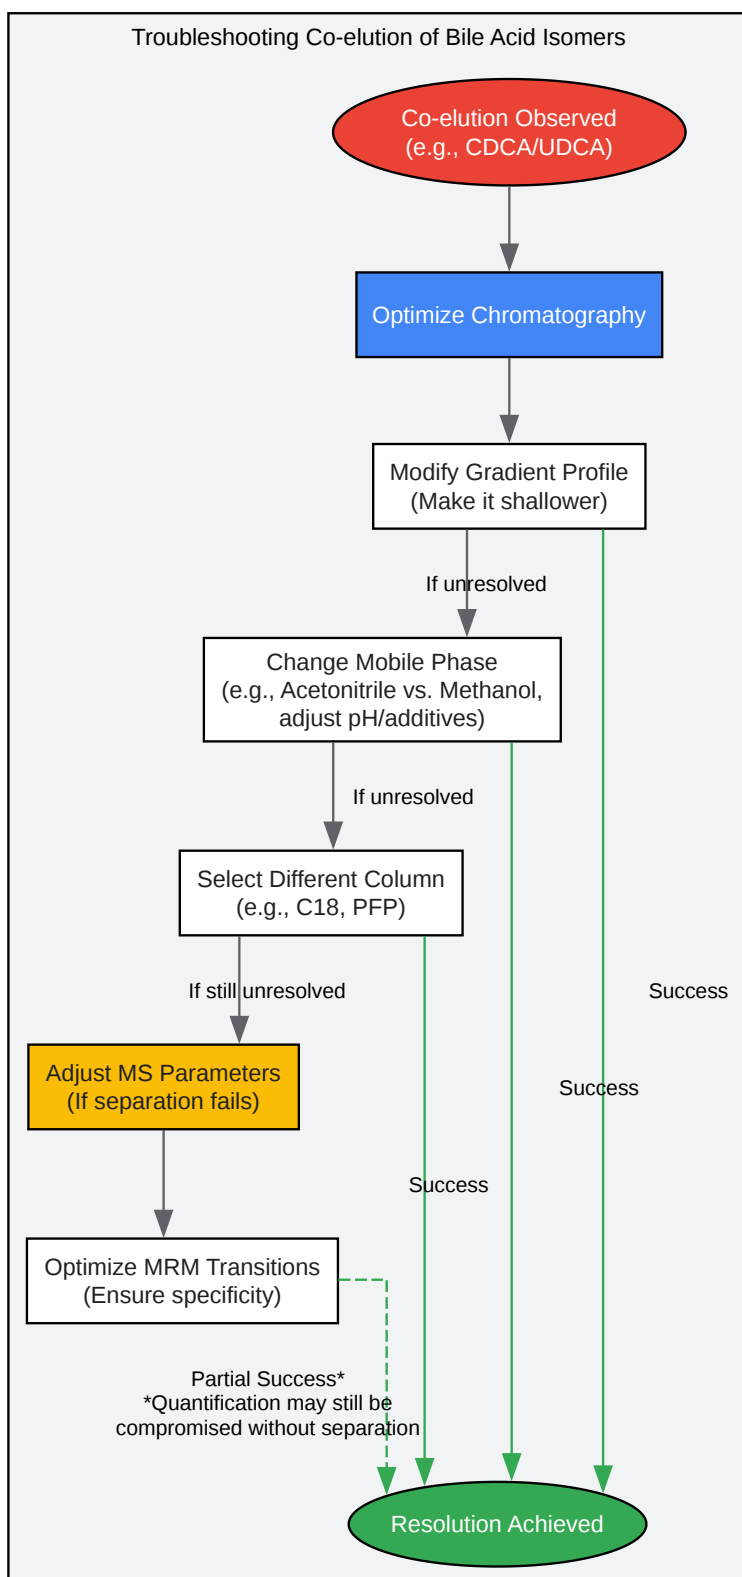 Troubleshooting Co-elution of Bile Acid Isomers
Co-elution Observed
(e.g., CDCA/UDCA)
Optimize Chromatography
Modify Gradient Profile
(Make it shallower)
If unresolved
Change Mobile Phase
(e.g., Acetonitrile vs. Methanol,
adjust pH/additives)
If unresolved
Select Different Column
(e.g., C18, PFP)
If still unresolved
Success
Adjust MS Parameters
(If separation fails)
Success
Success
Optimize MRM Transitions
(Ensure specificity)
Partial Success*
*Quantification may still be
compromised without separation
Resolution Achieved